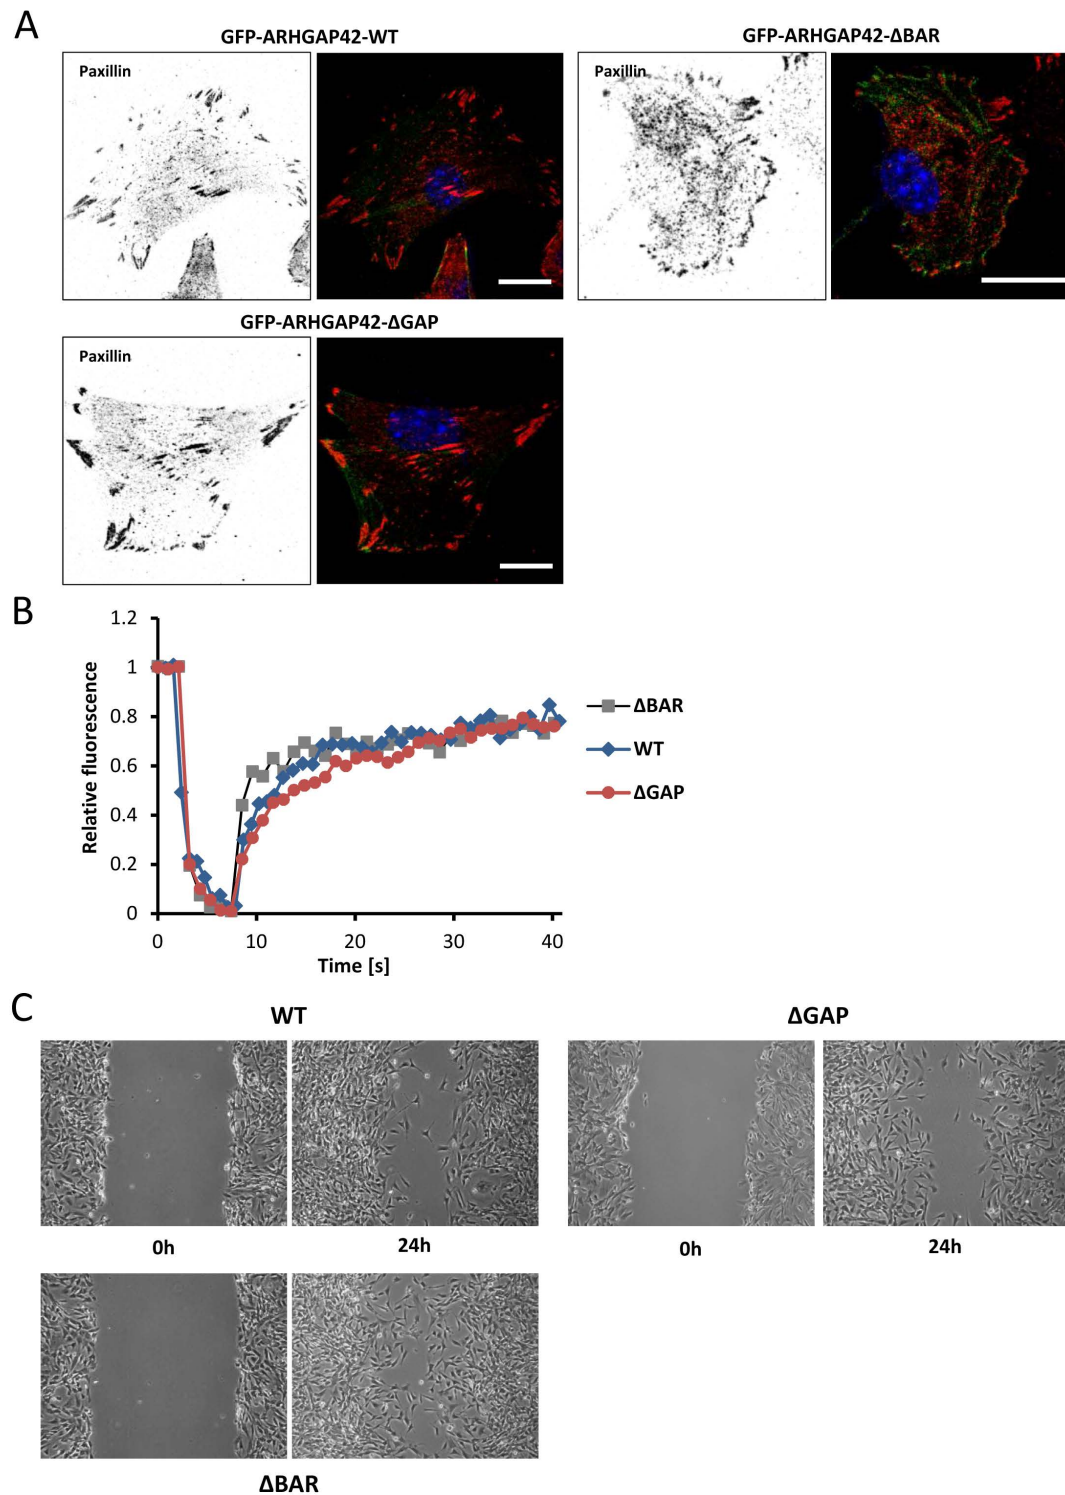 A
GFP-ARHGAP42-WT
GFP-ARHGAP42-ΔBAR
Paxillin
Paxillin
GFP-ARHGAP42-ΔGAP
Paxillin
B
1.2
1
0.8
0.6
0.4
0.2
0
Relative fluorescence
0 10 20 30 40
Time [s]
ΔBAR
WT
ΔGAP
C
WT
ΔGAP
0h
24h
0h
24h
ΔBAR